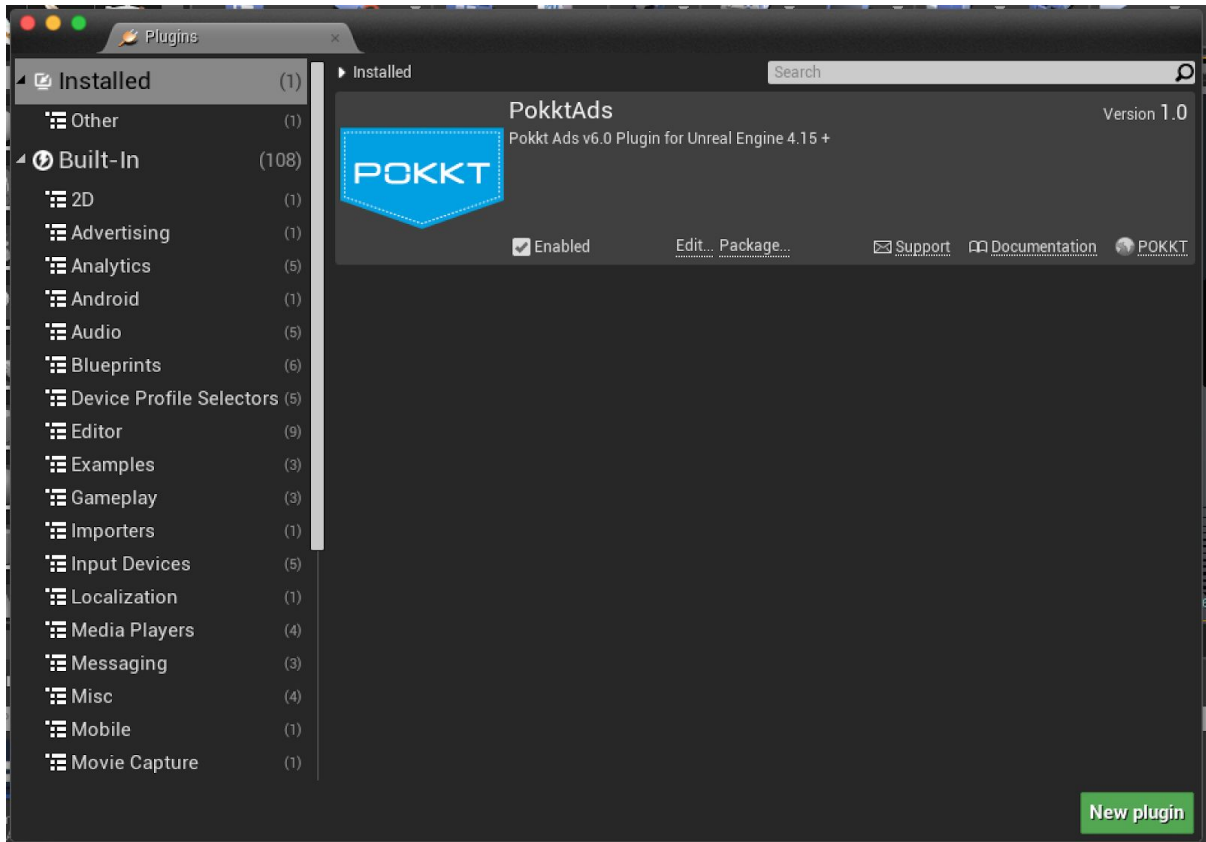 Plugins
Installed (1)
Other (1)
Built-In (108)
2D (1)
Advertising (1)
Analytics (5)
Android (1)
Audio (5)
Blueprints (6)
Device Profile Selectors (5)
Editor (9)
Examples (3)
Gameplay (3)
Importers (1)
Input Devices (5)
Localization (1)
Media Players (4)
Messaging (3)
Misc (4)
Mobile (1)
Movie Capture (1)
Installed
Search
POKKT
PokktAds
Version 1.0
Pokkt Ads v6.0 Plugin for Unreal Engine 4.15 +
Enabled Edit... Package... Support Documentation POKKT
New plugin